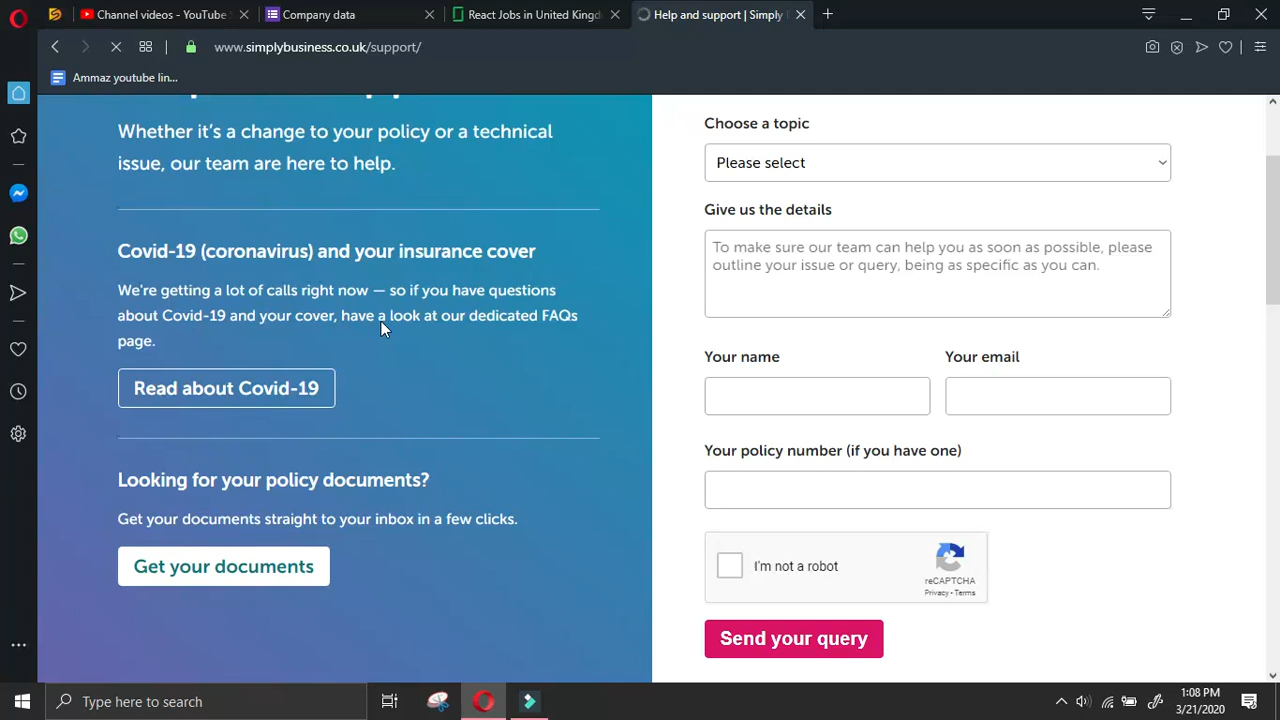 Channel videos - YouTube S
Company data
React Jobs in United Kingd
Help and support | Simply B
www.simplybusiness.co.uk/support/
Ammaz youtube lin...
Whether it's a change to your policy or a technical
issue, our team are here to help.
Covid-19 (coronavirus) and your insurance cover
We're getting a lot of calls right now — so if you have questions
about Covid-19 and your cover, have a look at our dedicated FAQs
page.
Read about Covid-19
Looking for your policy documents?
Get your documents straight to your inbox in a few clicks.
Get your documents
Choose a topic
Please select
Give us the details
To make sure our team can help you as soon as possible, please
outline your issue or query, being as specific as you can.
Your name
Your email
Your policy number (if you have one)
I'm not a robot
reCAPTCHA
Privacy - Terms
Send your query
Type here to search
1:08 PM
3/21/2020